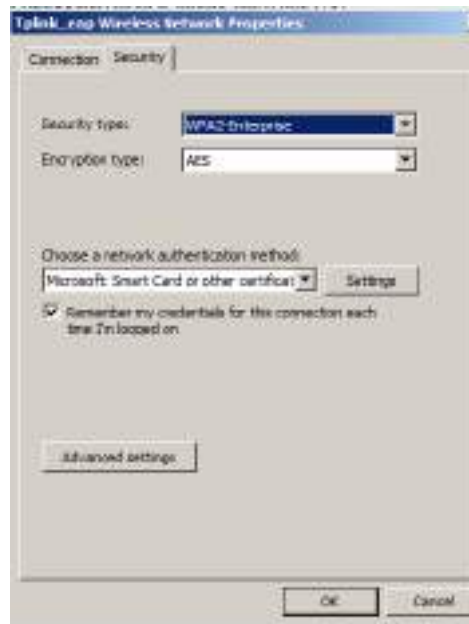 Tplink_eap Wireless Network Properties
Connection Security
Security type: WPA2-Enterprise
Encryption type: AES
Choose a network authentication method:
Microsoft: Smart Card or other certificat Settings
Remember my credentials for this connection each
time I'm logged on
Advanced settings
OK Cancel